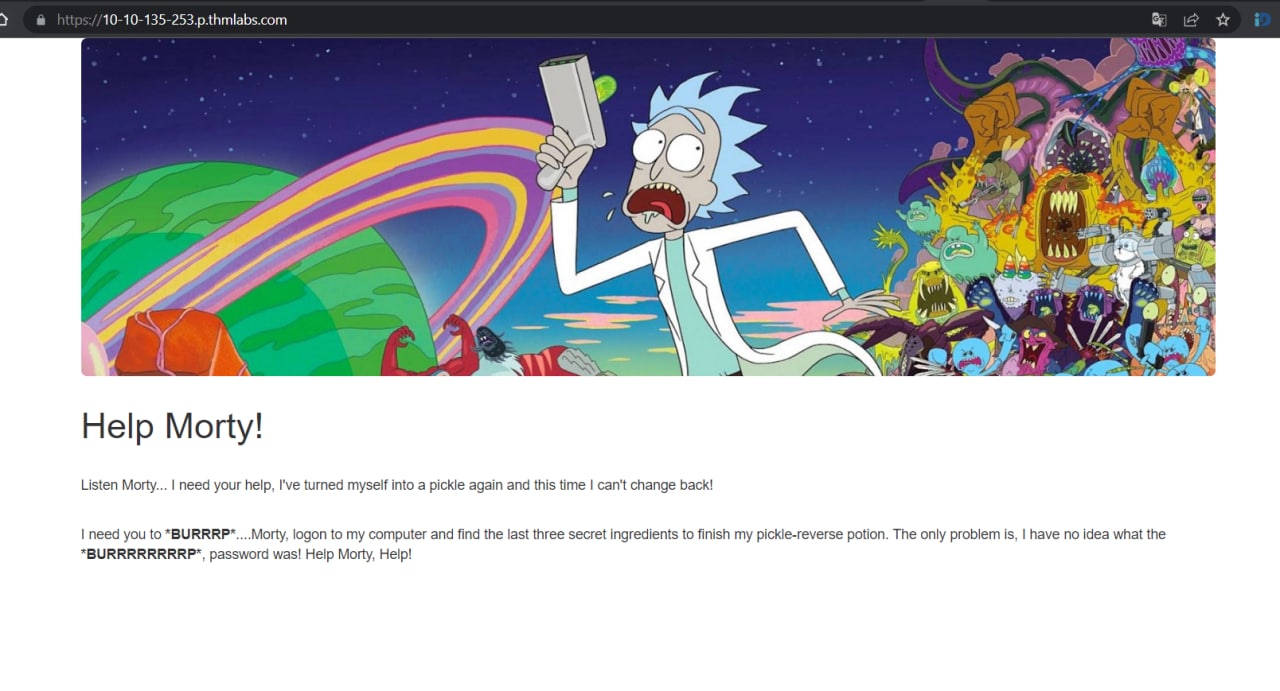 https://10-10-135-253.p.thmlabs.com
Help Morty!
Listen Morty... I need your help, I've turned myself into a pickle again and this time I can't change back!
I need you to *BURRRP*....Morty, logon to my computer and find the last three secret ingredients to finish my pickle-reverse potion. The only problem is, I have no idea what the
*BURRRRRRRRP*, password was! Help Morty, Help!